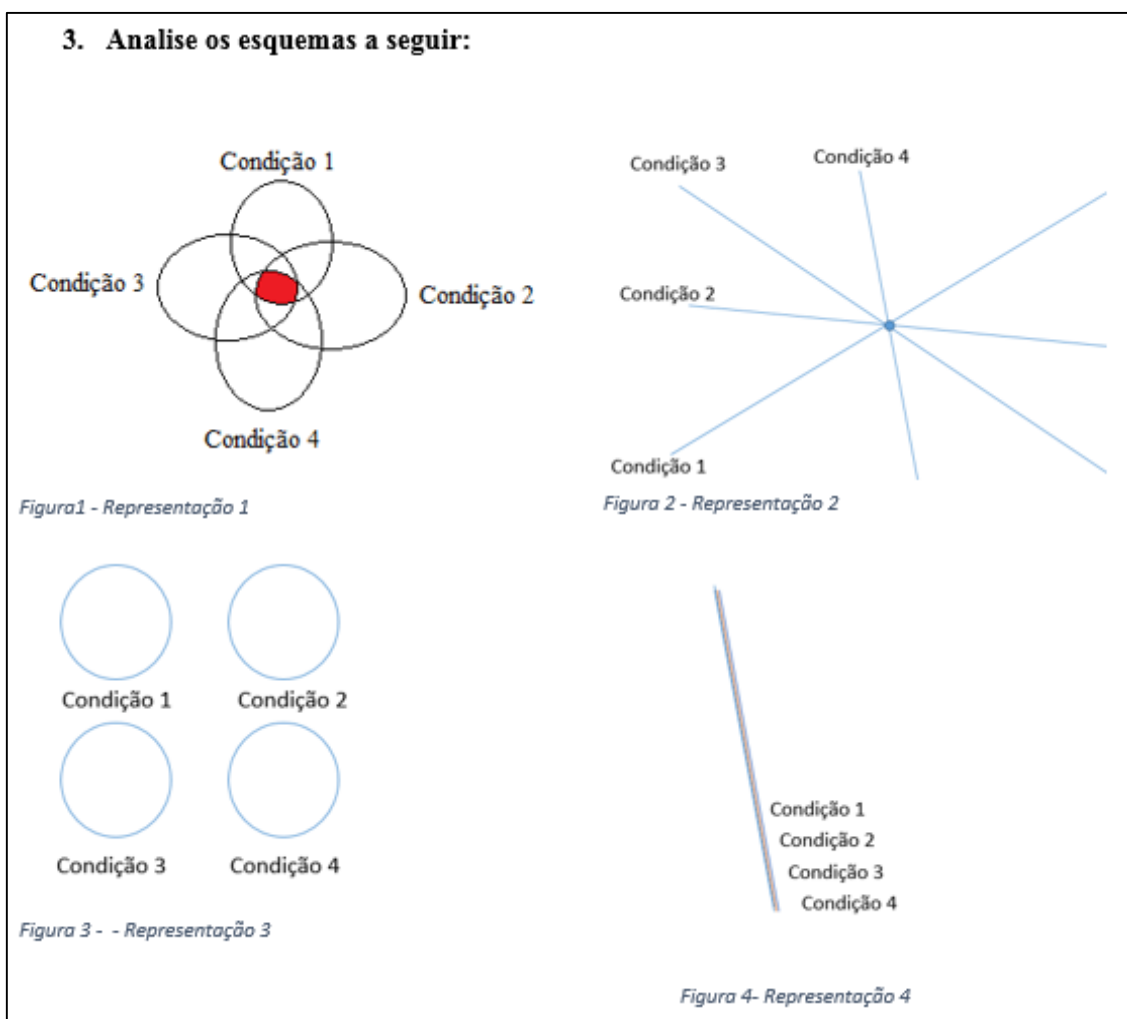 3. Analise os esquemas a seguir:
Condição 1
Condição 3
Condição 2
Condição 4
Figura1 - Representação 1
Condição 3
Condição 4
Condição 2
Condição 1
Figura 2 - Representação 2
Condição 1
Condição 2
Condição 3
Condição 4
Figura 3 - - Representação 3
Condição 1
Condição 2
Condição 3
Condição 4
Figura 4- Representação 4